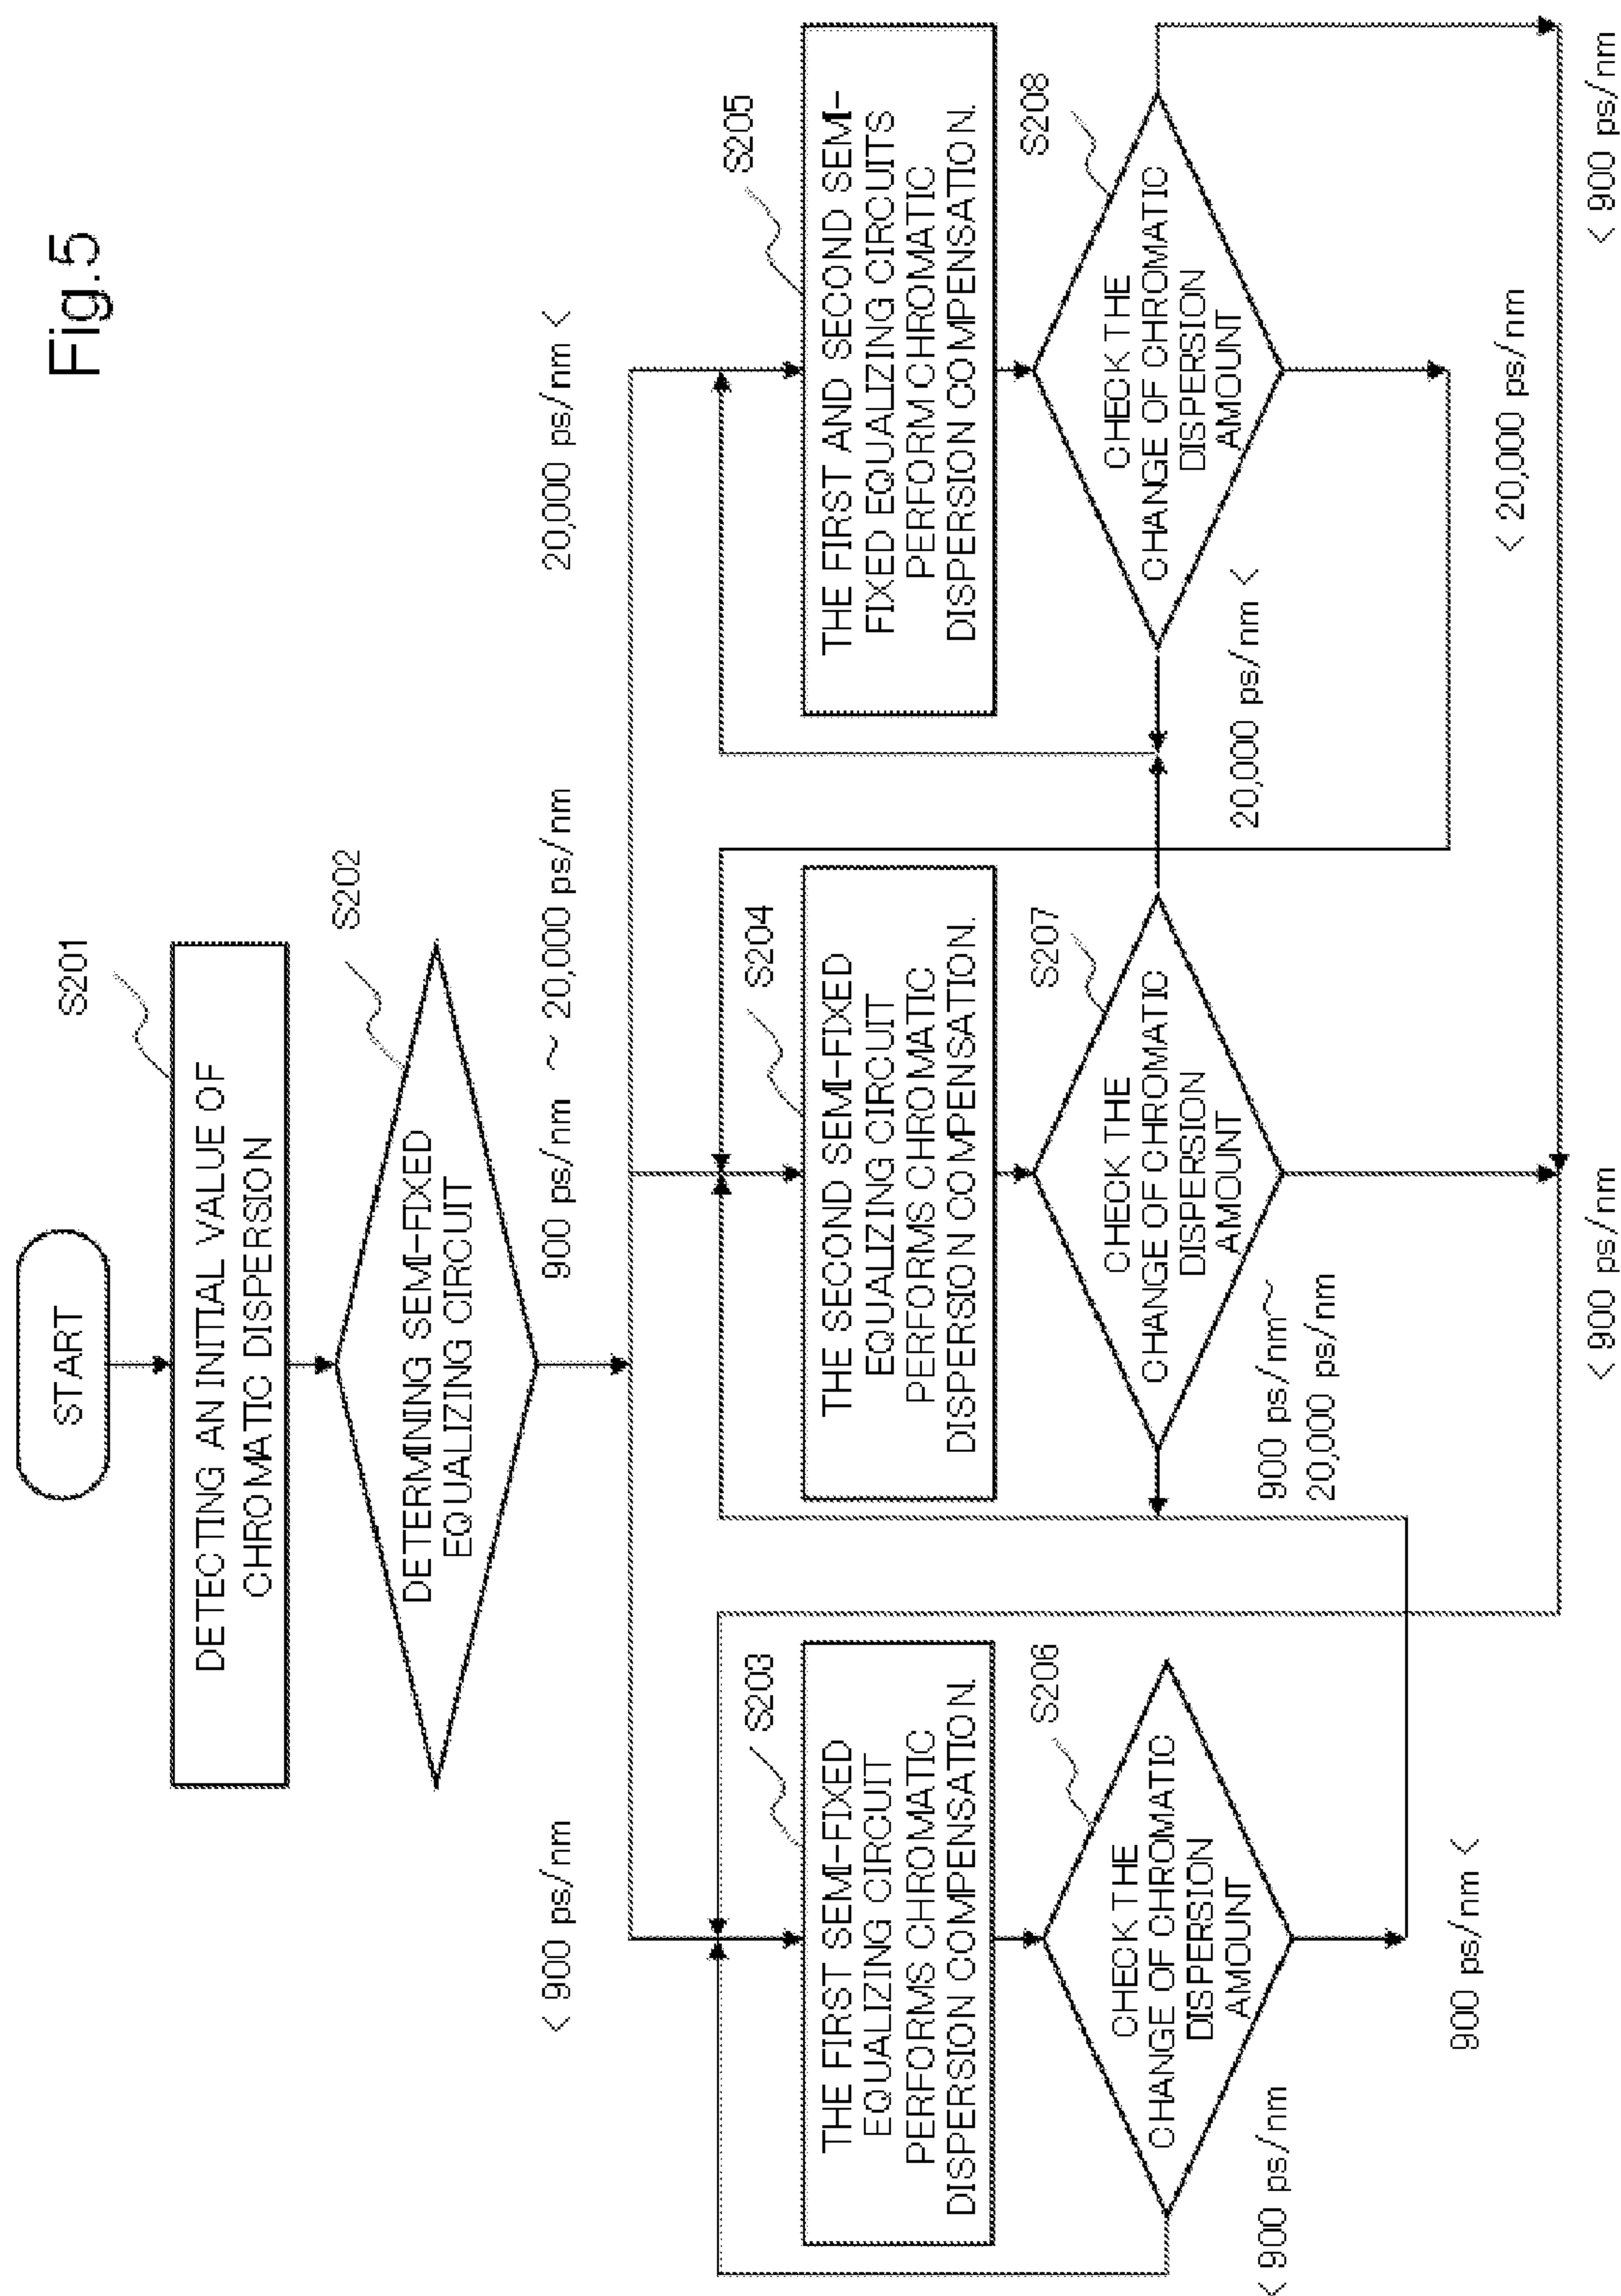 Fig.5
START
S201
DETECTING AN INITIAL VALUE OF
CHROMATIC DISPERSION
S202
DETERMINING SEMI-FIXED
EQUALIZING CIRCUIT
< 900 ps/nm
900 ps/nm ～ 20,000 ps/nm
20,000 ps/nm <
S203
THE FIRST SEMI-FIXED
EQUALIZING CIRCUIT
PERFORMS CHROMATIC
DISPERSION COMPENSATION.
S204
THE SECOND SEMI-FIXED
EQUALIZING CIRCUIT
PERFORMS CHROMATIC
DISPERSION COMPENSATION.
S205
THE FIRST AND SECOND SEMI-
FIXED EQUALIZING CIRCUITS
PERFORM CHROMATIC
DISPERSION COMPENSATION.
S206
CHECK THE
CHANGE OF CHROMATIC
DISPERSION
AMOUNT
S207
CHECK THE
CHANGE OF CHROMATIC
DISPERSION
AMOUNT
S208
CHECK THE
CHANGE OF CHROMATIC
DISPERSION
AMOUNT
< 900 ps/nm
900 ps/nm～
20,000 ps/nm
20,000 ps/nm <
900 ps/nm <
< 20,000 ps/nm
< 900 ps/nm
< 900 ps/nm